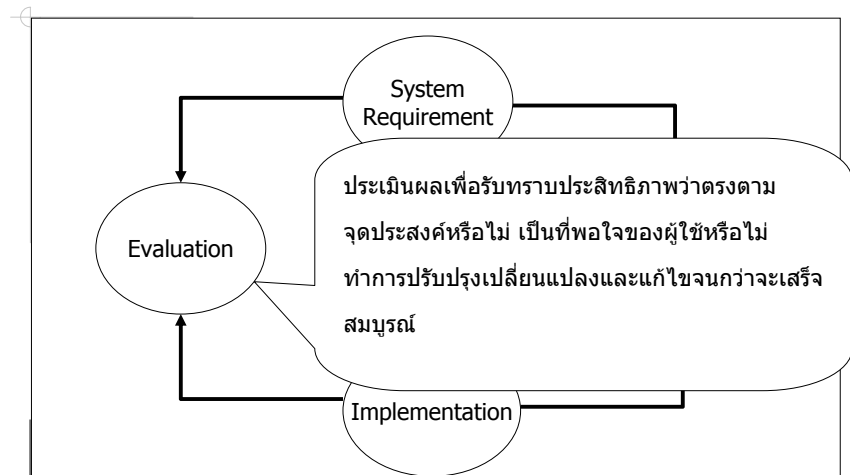 System
Requirement
ประเมินผลเพื่อรับทราบประสิทธิภาพว่าตรงตาม
จุดประสงค์หรือไม่ เป็นที่พอใจของผู้ใช้หรือไม่
ทำการปรับปรุงเปลี่ยนแปลงและแก้ไขจนกว่าจะเสร็จ
สมบูรณ์
Evaluation
Implementation